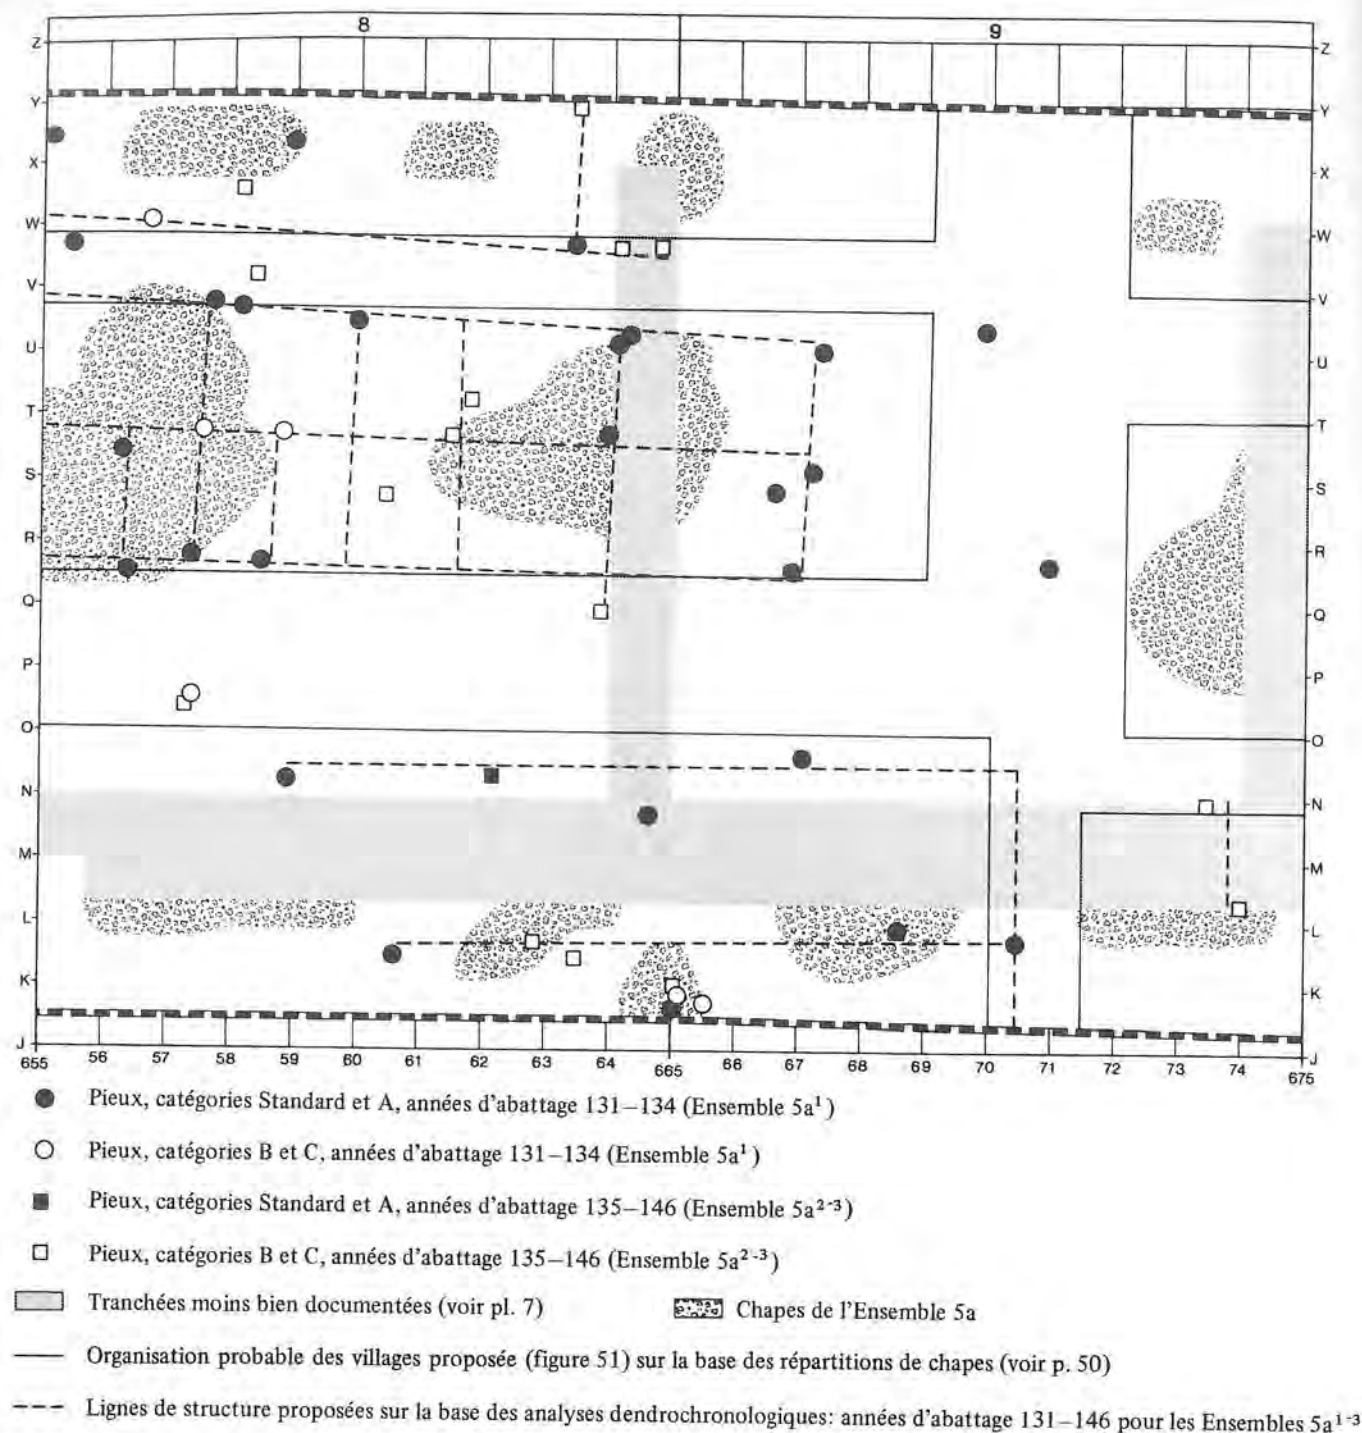 8 9
Z Z
Y Y
X X
W W
V V
U U
T T
S S
R R
Q Q
P P
O O
N N
M M
L L
K K
J J
655 56 57 58 59 60 61 62 63 64 665 66 67 68 69 70 71 72 73 74 675
Pieux, catégories Standard et A, années d'abattage 131–134 (Ensemble 5a¹)
Pieux, catégories B et C, années d'abattage 131–134 (Ensemble 5a¹)
Pieux, catégories Standard et A, années d'abattage 135–146 (Ensemble 5a²⁻³)
Pieux, catégories B et C, années d'abattage 135–146 (Ensemble 5a²⁻³)
Tranchées moins bien documentées (voir pl. 7) Chapes de l'Ensemble 5a
Organisation probable des villages proposée (figure 51) sur la base des répartitions de chapes (voir p. 50)
Lignes de structure proposées sur la base des analyses dendrochronologiques: années d'abattage 131–146 pour les Ensembles 5a¹⁻³